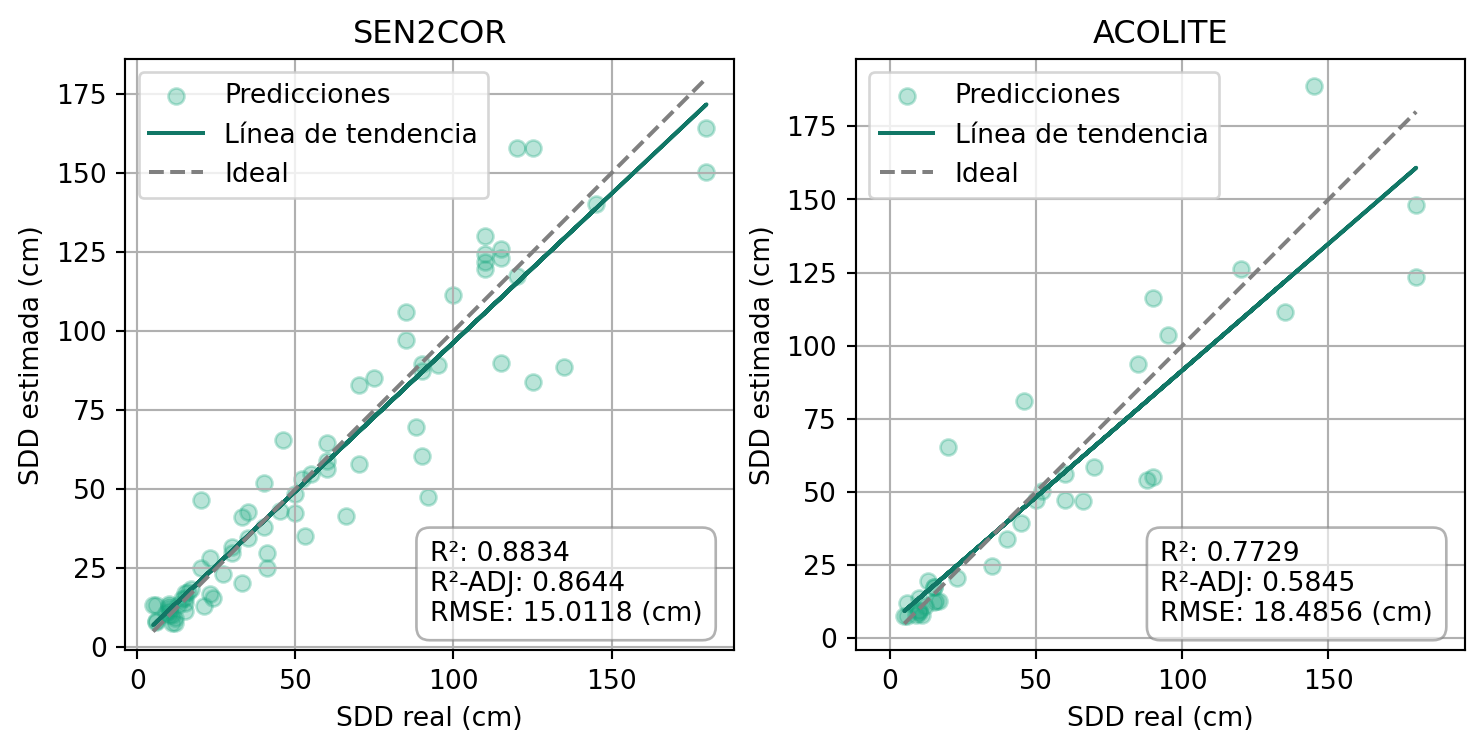 SEN2COR
Predicciones
Línea de tendencia
Ideal
175
150
125
100
75
50
25
0
SDD estimada (cm)
R²: 0.8834
R²-ADJ: 0.8644
RMSE: 15.0118 (cm)
0 50 100 150
SDD real (cm)
ACOLITE
Predicciones
Línea de tendencia
Ideal
175
150
125
100
75
50
25
0
SDD estimada (cm)
R²: 0.7729
R²-ADJ: 0.5845
RMSE: 18.4856 (cm)
0 50 100 150
SDD real (cm)